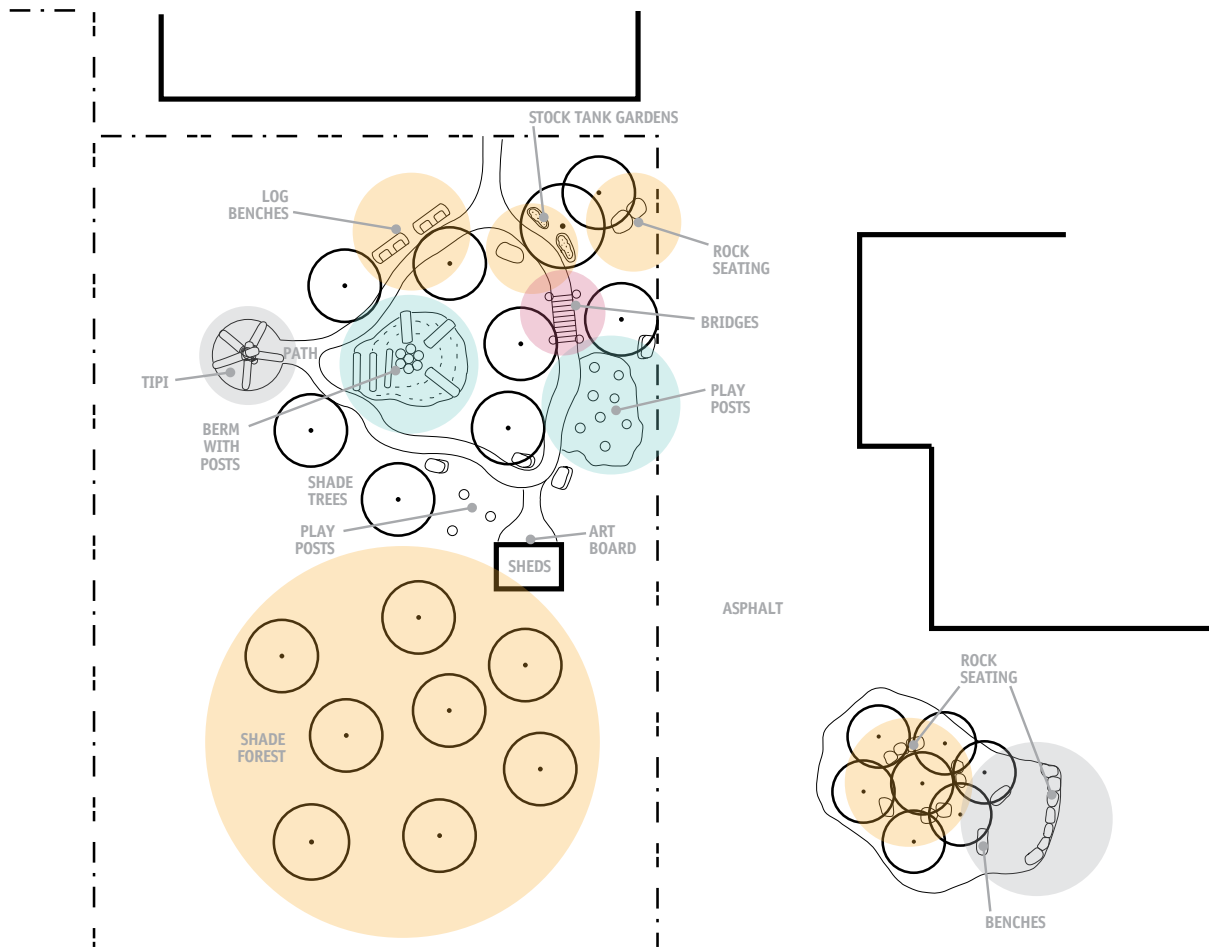 STOCK TANK GARDENS
LOG
BENCHES
ROCK
SEATING
BRIDGES
PATH
TIPI
PLAY
POSTS
BERM
WITH
POSTS
SHADE
TREES
PLAY
POSTS
ART
BOARD
SHEDS
ASPHALT
ROCK
SEATING
SHADE
FOREST
BENCHES